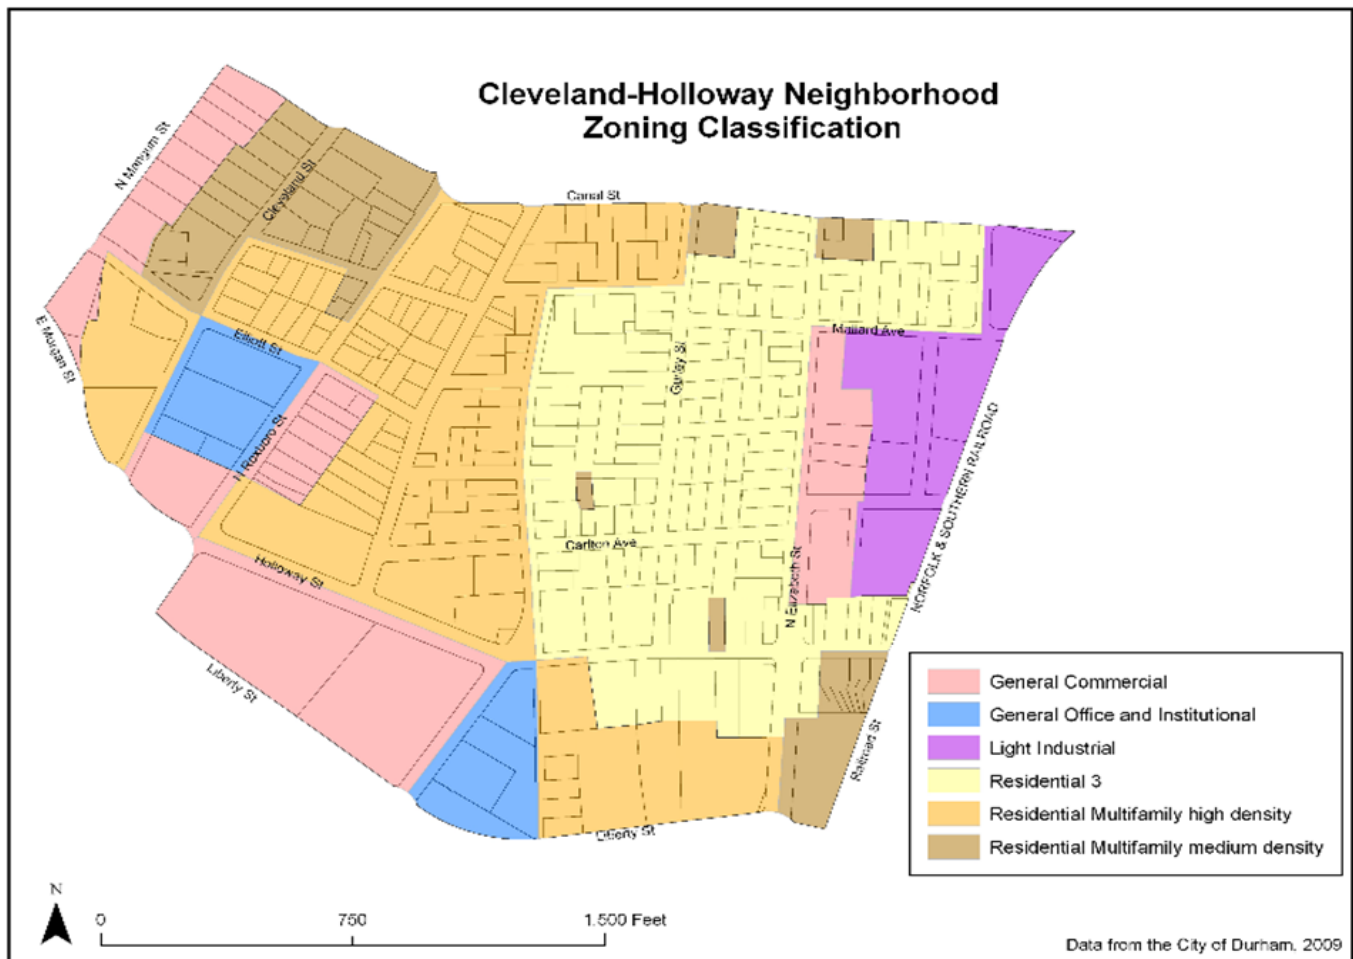 Cleveland-Holloway Neighborhood
Zoning Classification
N Mangum St
Cleveland St
Canal St
E Morgan St
Elliott St
Mallard Ave
Gurley St
N Roxboro St
NORFOLK & SOUTHERN RAILROAD
Carlton Ave
N Elizabeth St
Holloway St
Liberty St
Railroad St
Liberty St
General Commercial
General Office and Institutional
Light Industrial
Residential 3
Residential Multifamily high density
Residential Multifamily medium density
N
0
750
1,500 Feet
Data from the City of Durham, 2009